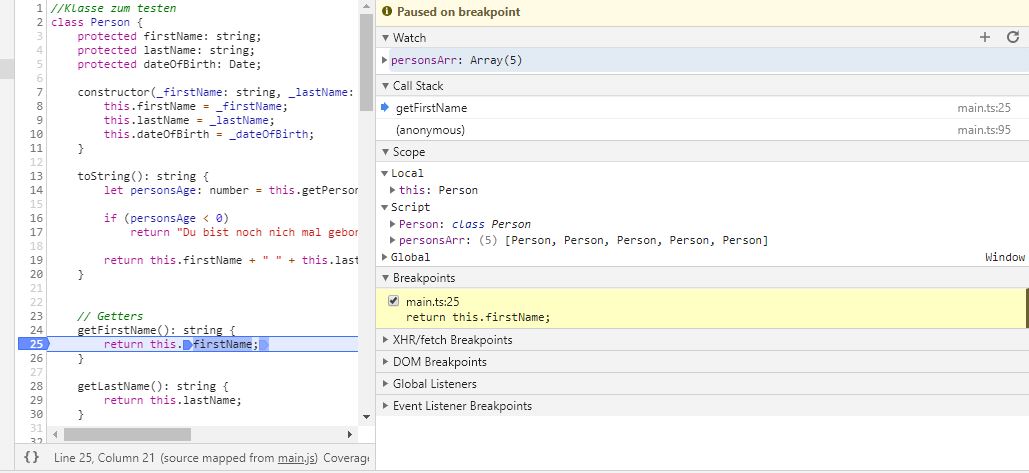 1 //Klasse zum testen
2 class Person {
3 protected firstName: string;
4 protected lastName: string;
5 protected dateOfBirth: Date;
6
7 constructor(_firstName: string, _lastName:
8 this.firstName = _firstName;
9 this.lastName = _lastName;
10 this.dateOfBirth = _dateOfBirth;
11 }
12
13 toString(): string {
14 let personsAge: number = this.getPerson
15
16 if (personsAge < 0)
17 return "Du bist noch nich mal gebor
18
19 return this.firstName + " " + this.last
20 }
21
22
23 // Getters
24 getFirstName(): string {
25 return this.firstName;
26 }
27
28 getLastName(): string {
29 return this.lastName;
30 }
31
32
{} Line 25, Column 21 (source mapped from main.js) Coverage
Paused on breakpoint
Watch
personsArr: Array(5)
Call Stack
getFirstName main.ts:25
(anonymous) main.ts:95
Scope
Local
this: Person
Script
Person: class Person
personsArr: (5) [Person, Person, Person, Person, Person]
Global Window
Breakpoints
main.ts:25
return this.firstName;
XHR/fetch Breakpoints
DOM Breakpoints
Global Listeners
Event Listener Breakpoints